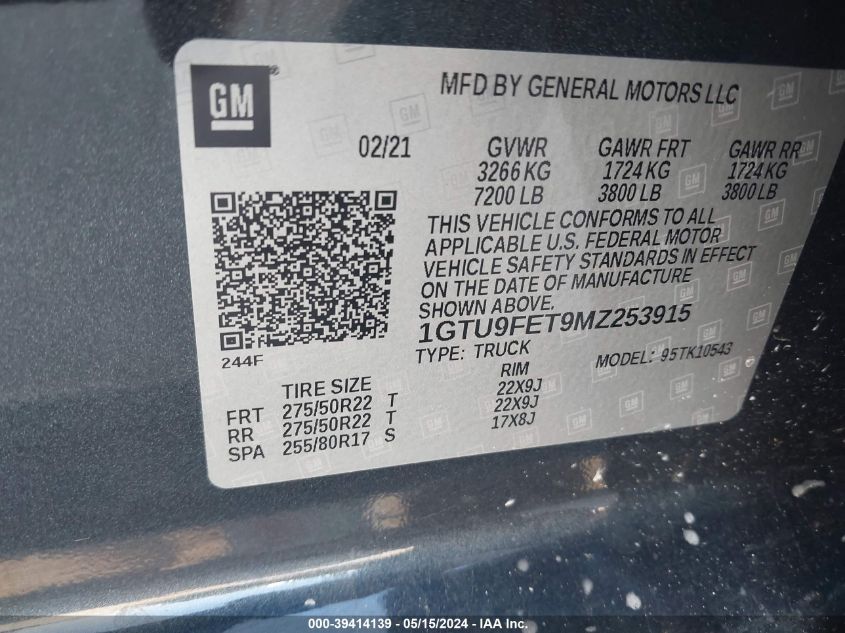 GM
MFD BY GENERAL MOTORS LLC
02/21 GVWR GAWR FRT GAWR RR
3266 KG 1724 KG 1724 KG
7200 LB 3800 LB 3800 LB
THIS VEHICLE CONFORMS TO ALL
APPLICABLE U.S. FEDERAL MOTOR
VEHICLE SAFETY STANDARDS IN EFFECT
ON THE DATE OF MANUFACTURE
SHOWN ABOVE.
1GTU9FET9MZ253915
244F
TYPE: TRUCK MODEL: 95TK10543
TIRE SIZE RIM
FRT 275/50R22 T 22X9J
RR 275/50R22 T 22X9J
SPA 255/80R17 S 17X8J
000-39414139 - 05/15/2024 - IAA Inc.